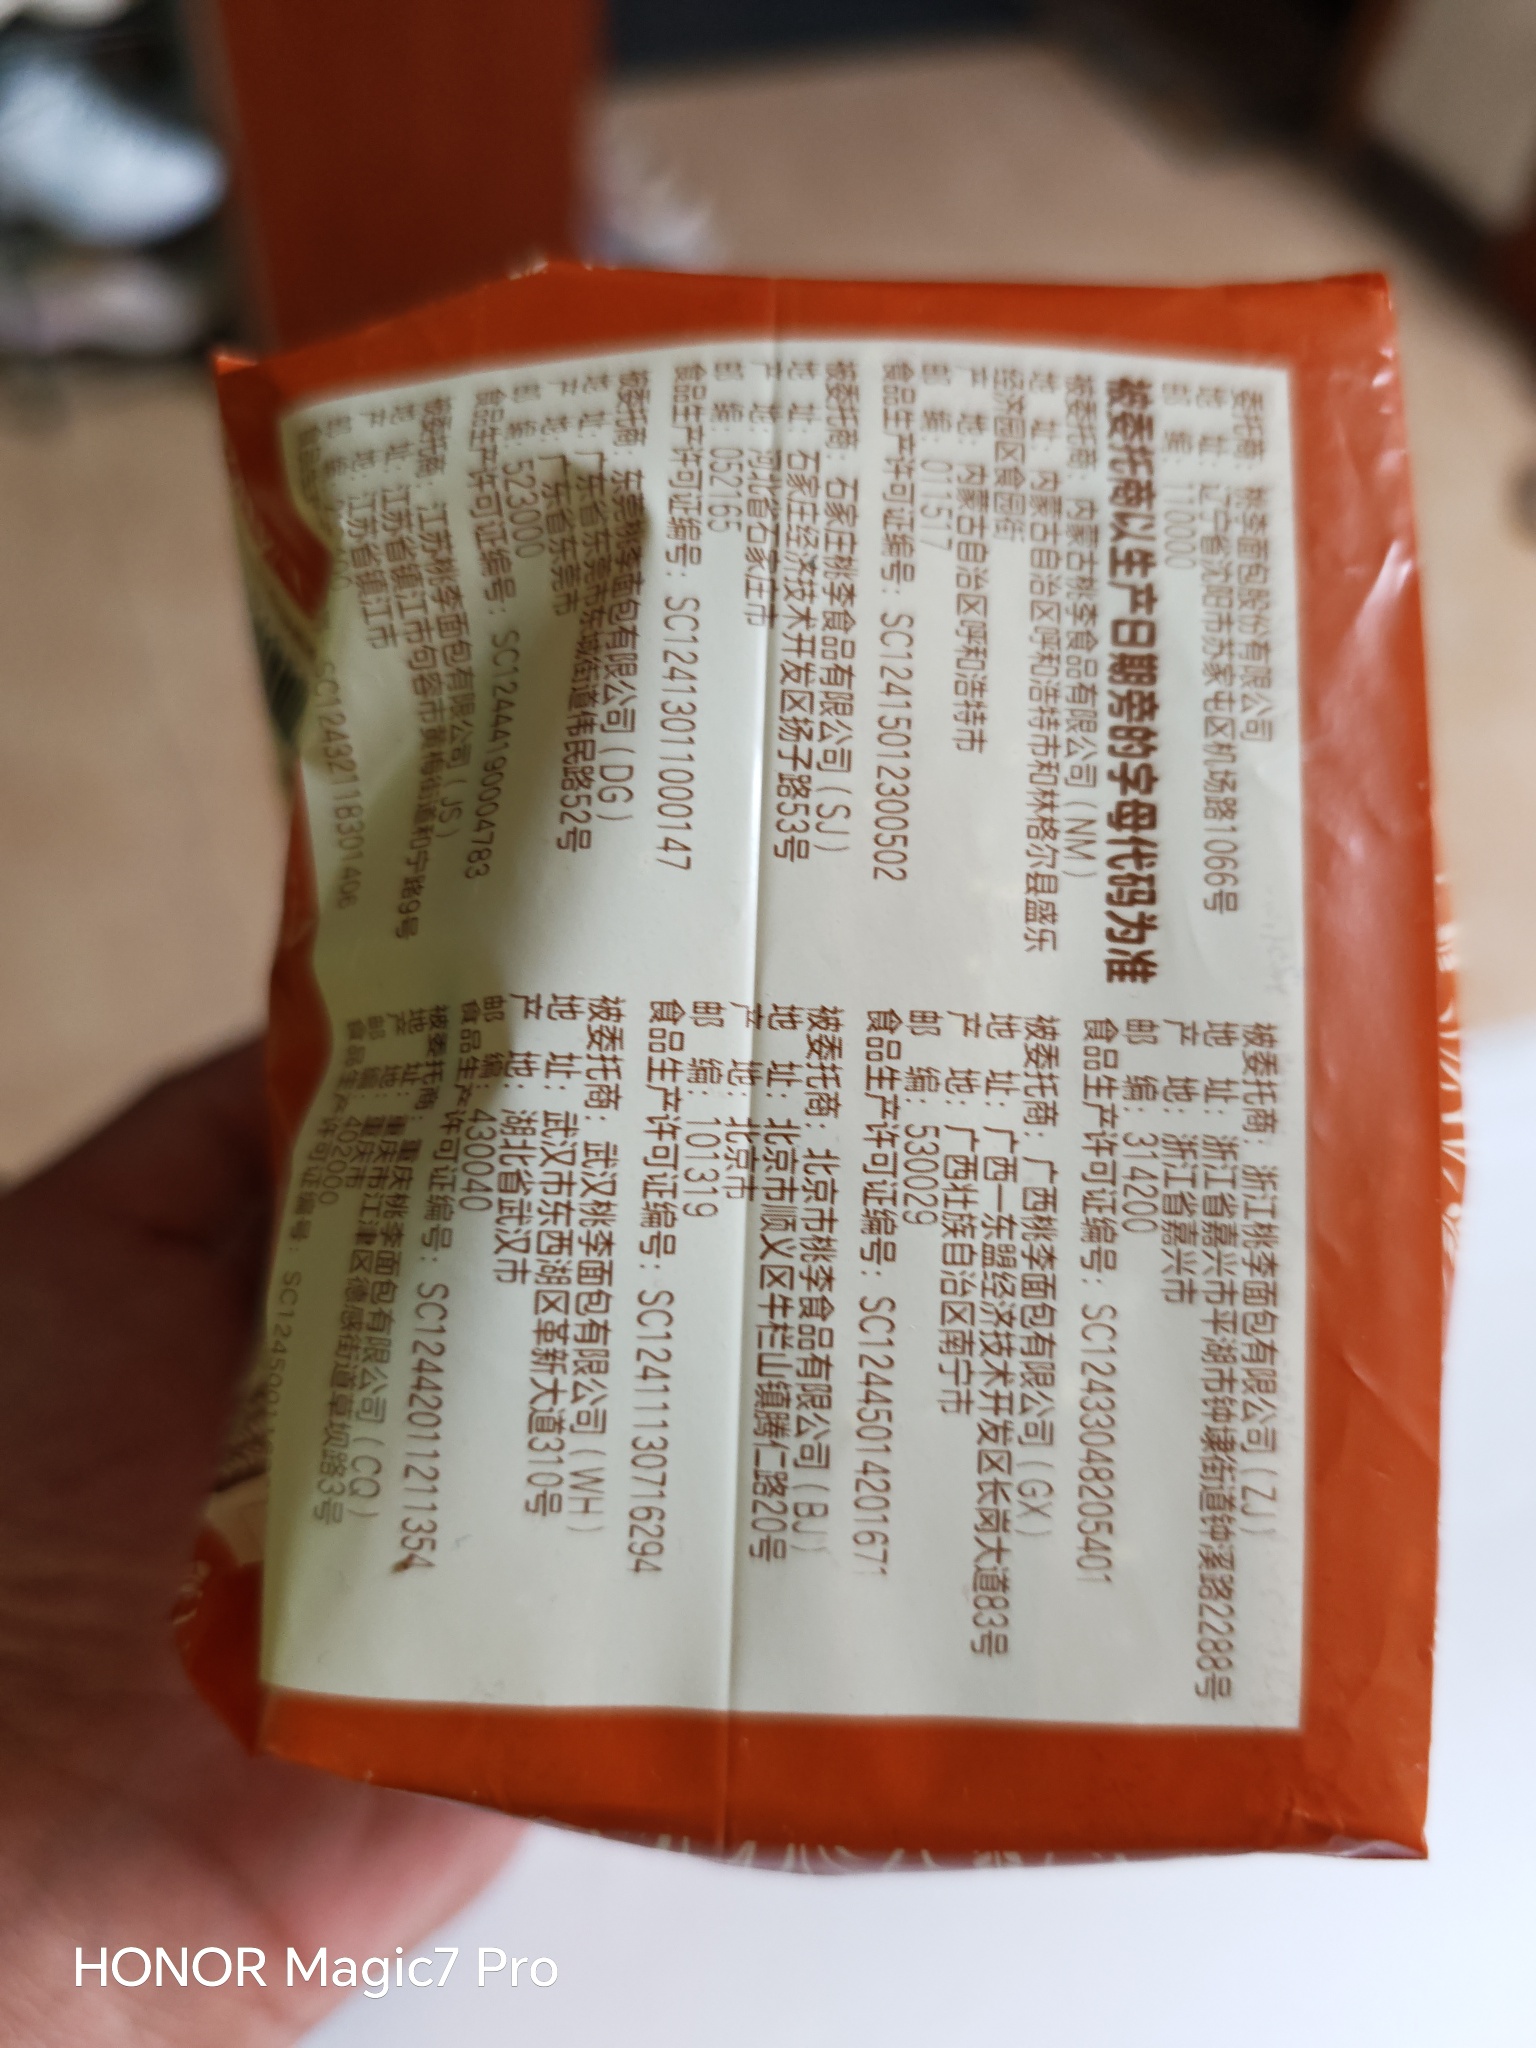 委托商：桃李面包股份有限公司
地 址：辽宁省沈阳市苏家屯区机场路1066号
邮 编：110000
被委托商以生产日期旁的字母代码为准
被委托商：内蒙古桃李食品有限公司（NM）
地 址：内蒙古自治区呼和浩特市和林格尔县盛乐
经济园区食园街
产 地：内蒙古自治区呼和浩特市
邮 编：011517
食品生产许可证编号：SC12415012300502
被委托商：石家庄桃李食品有限公司（SJ）
地 址：石家庄经济技术开发区扬子路53号
产 地：河北省石家庄市
邮 编：052165
食品生产许可证编号：SC12413011000147
被委托商：东莞桃李面包有限公司（DG）
地 址：广东省东莞市东城街道伟民路52号
产 地：广东省东莞市
邮 编：523000
食品生产许可证编号：SC12444190004783
被委托商：江苏桃李面包有限公司（JS）
地 址：江苏省镇江市句容市黄梅街道和宁路9号
产 地：江苏省镇江市
邮 编：
SC12432118301406
被委托商：浙江桃李面包有限公司（ZJ）
地 址：浙江省嘉兴市平湖市钟埭街道钟溪路2288号
产 地：浙江省嘉兴市
邮 编：314200
食品生产许可证编号：SC12433048205401
被委托商：广西桃李面包有限公司（GX）
地 址：广西一东盟经济技术开发区长岗大道83号
产 地：广西壮族自治区南宁市
邮 编：530029
食品生产许可证编号：SC12445014201671
被委托商：北京市桃李食品有限公司（BJ）
地 址：北京市顺义区牛栏山镇腾仁路20号
产 地：北京市
邮 编：101319
食品生产许可证编号：SC12411130716294
被委托商：武汉桃李面包有限公司（WH）
地 址：武汉市东西湖区革新大道310号
产 地：湖北省武汉市
邮 编：430040
食品生产许可证编号：SC12442011211354
被委托商：重庆桃李面包有限公司（CQ）
地 址：重庆市江津区德感街道草坝路3号
产 地：重庆市
邮 编：402000
食品生产许可证编号：
HONOR Magic7 Pro